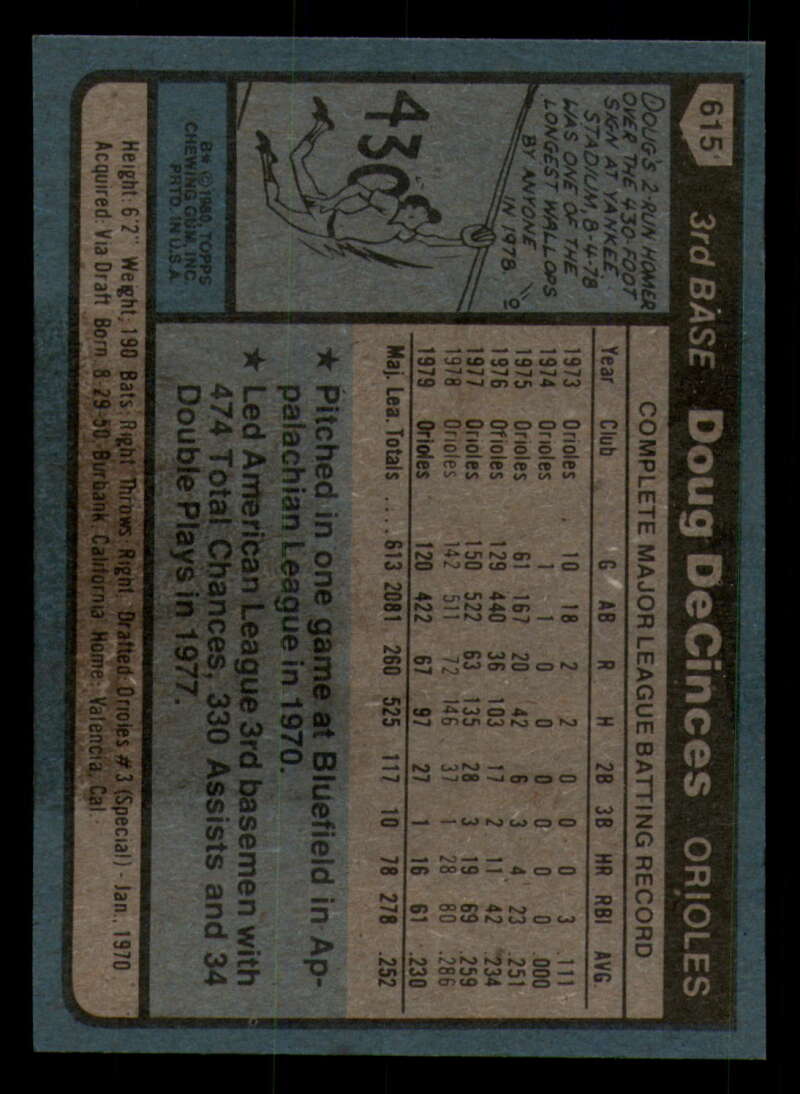 615
3rd BASE Doug DeCinces ORIOLES
DOUG'S 2-RUN HOMER
OVER THE 430-FOOT
SIGN AT YANKEE
STADIUM, 8-4-78
WAS ONE OF THE
LONGEST WALLOPS
BY ANYONE
IN 1978.
430
B* © 1980, TOPPS
CHEWING GUM, INC.
PRTD. IN U.S.A.
COMPLETE MAJOR LEAGUE BATTING RECORD
Year Club G AB R H 2B 3B HR RBI AVG.
1973 Orioles 10 18 2 2 0 0 0 3 .111
1974 Orioles 1 1 0 0 0 0 0 0 .000
1975 Orioles 61 167 20 42 6 3 4 23 .251
1976 Orioles 129 440 36 103 17 2 11 42 .234
1977 Orioles 150 522 63 135 28 3 19 69 .259
1978 Orioles 142 511 72 146 37 1 28 80 .286
1979 Orioles 120 422 67 97 27 1 16 61 .230
Maj. Lea. Totals .... 613 2081 260 525 117 10 78 278 .252
★ Pitched in one game at Bluefield in Ap-
palachian League in 1970.
★ Led American League 3rd basemen with
474 Total Chances, 330 Assists and 34
Double Plays in 1977.
Height: 6'2" Weight: 190 Bats: Right Throws: Right Drafted: Orioles #3 (Special) - Jan., 1970
Acquired: Via Draft Born: 8-29-50, Burbank, California Home: Valencia, Cal.